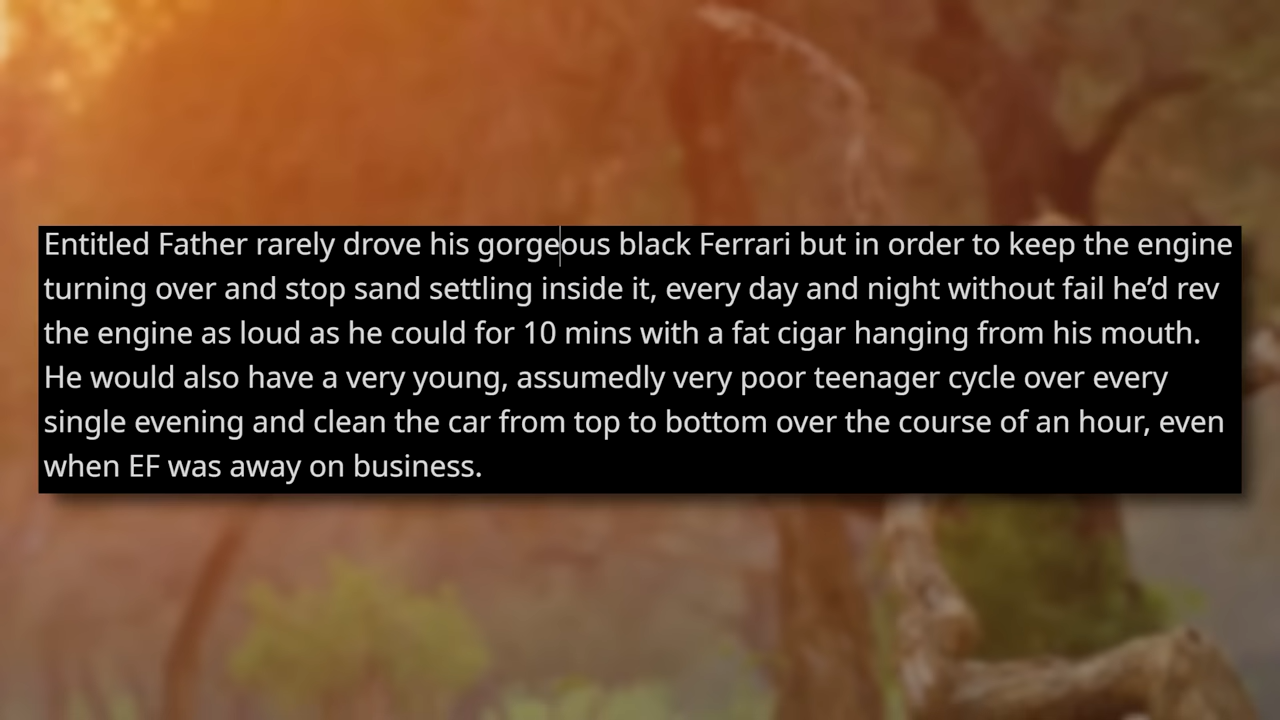 Entitled Father rarely drove his gorgeous black Ferrari but in order to keep the engine
turning over and stop sand settling inside it, every day and night without fail he’d rev
the engine as loud as he could for 10 mins with a fat cigar hanging from his mouth.
He would also have a very young, assumedly very poor teenager cycle over every
single evening and clean the car from top to bottom over the course of an hour, even
when EF was away on business.